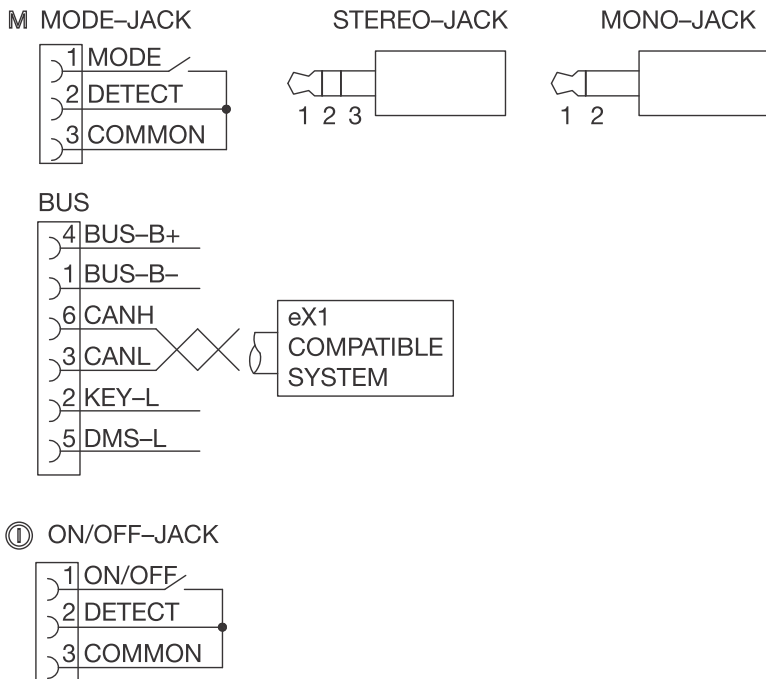 M MODE–JACK
1 MODE
2 DETECT
3 COMMON
STEREO–JACK
1 2 3
MONO–JACK
1 2
BUS
4 BUS–B+
1 BUS–B–
6 CANH
3 CANL
2 KEY–L
5 DMS–L
eX1
COMPATIBLE
SYSTEM
I ON/OFF–JACK
1 ON/OFF
2 DETECT
3 COMMON